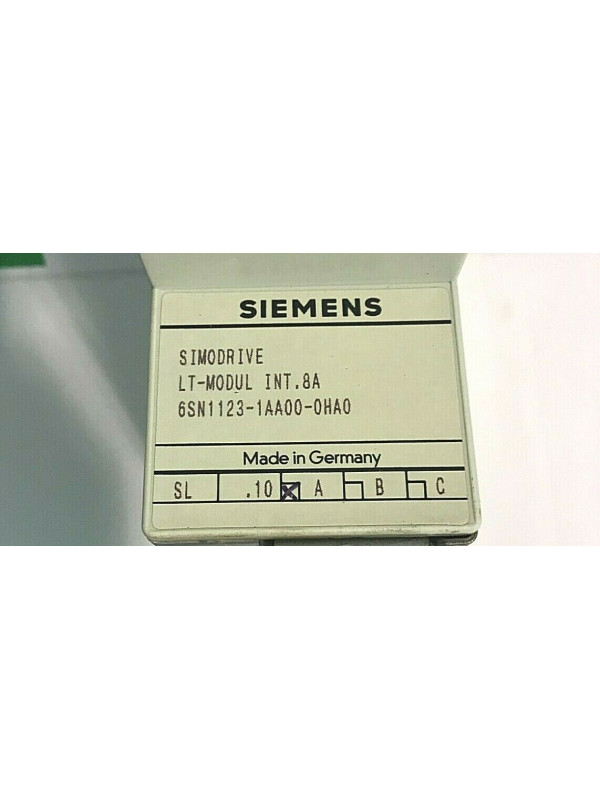 SIEMENS
SIMODRIVE
LT-MODUL INT.8A
6SN1123-1AA00-0HA0
Made in Germany
SL .10 A B C